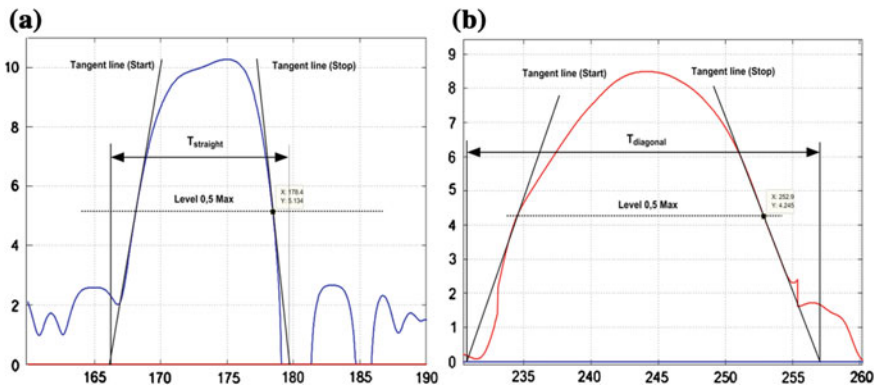 (a)
Tangent line (Start)
Tangent line (Stop)
T straight
Level 0,5 Max
X: 178.4
Y: 5.134
10
8
6
4
2
0
165 170 175 180 185 190
(b)
Tangent line (Start)
Tangent line (Stop)
T diagonal
Level 0,5 Max
X: 252.9
Y: 4.245
9
8
7
6
5
4
3
2
1
0
235 240 245 250 255 260